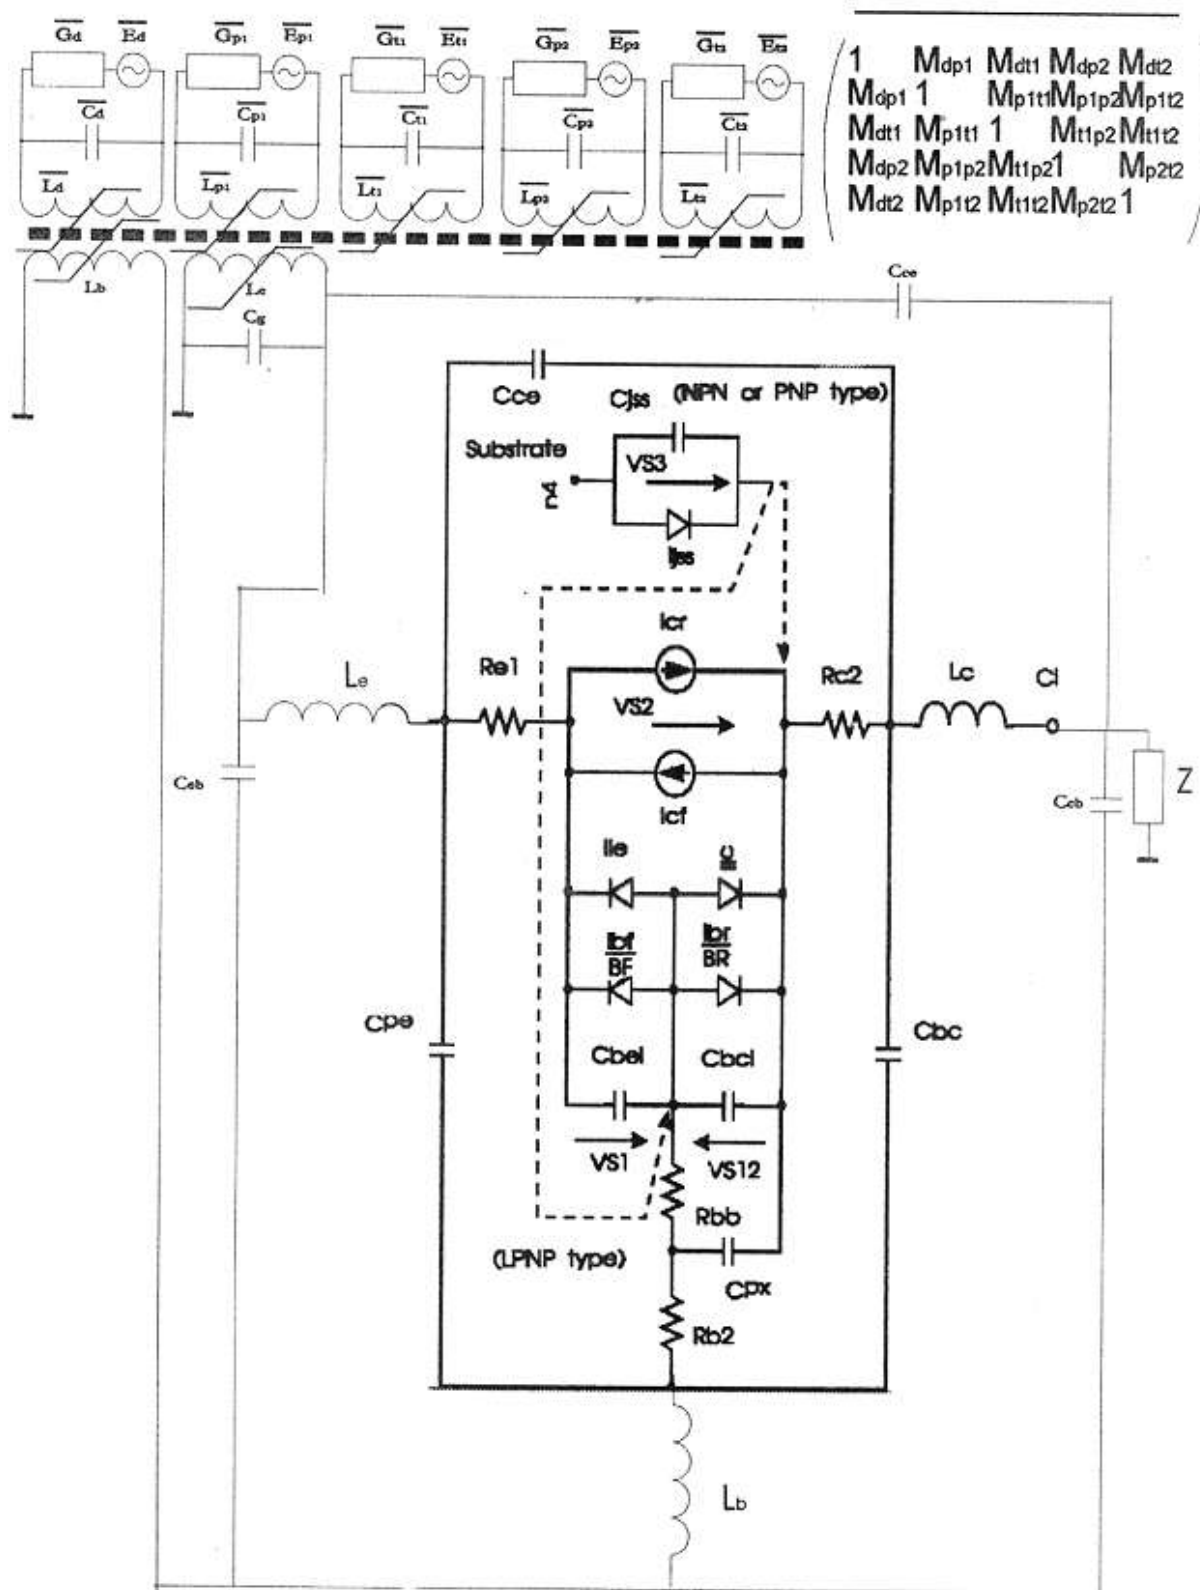 Gd Ed Gp1 Ep1 Gt1 Et1 Gp2 Ep2 Gt2 Et2
Cd Cp1 Ct1 Cp2 Ct2
Ld Lp1 Lt1 Lp2 Lt2
1 Mdp1 Mdt1 Mdp2 Mdt2
Mdp1 1 Mp1t1 Mp1p2 Mp1t2
Mdt1 Mp1t1 1 Mt1p2 Mt1t2
Mdp2 Mp1p2 Mt1p2 1 Mp2t2
Mdt2 Mp1t2 Mt1t2 Mp2t2 1
Lb Le
Cg
Cce
Cce
Cjss (NPN or PNP type)
Substrate
VS3
n4
Ijss
Icr
Le Re1 Rc2 Lc CI
VS2
Ceb Ccb Z
Icf
Ile Ilc
Ibf Ibr
BF BR
Cpe Cbc
Cbei Cbci
VS1 VS12
Rbb
(LPNP type)
Cpx
Rb2
Lb